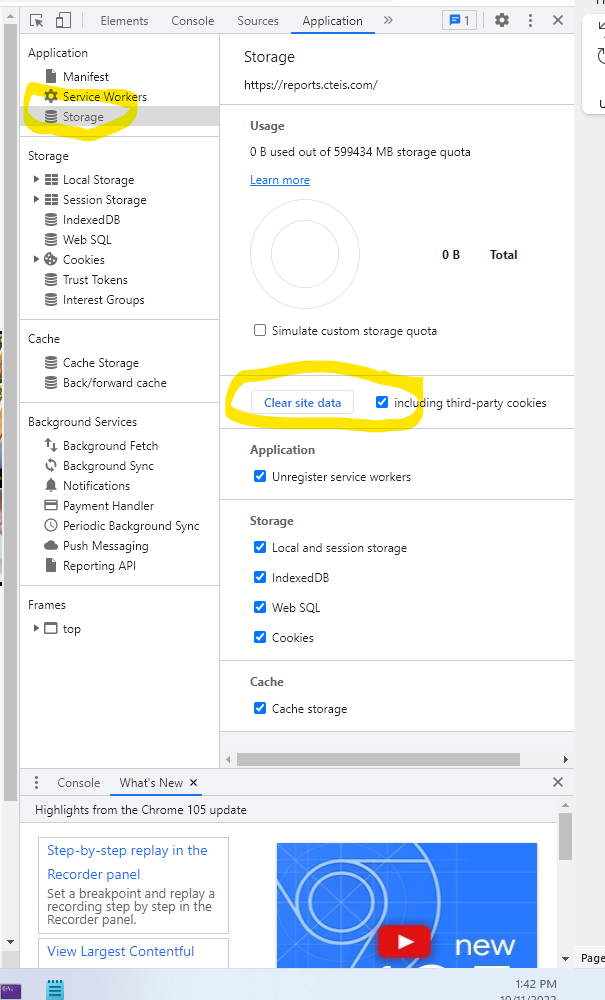 Elements Console Sources Application » 1
Application
Manifest
Service Workers
Storage
Storage
Local Storage
Session Storage
IndexedDB
Web SQL
Cookies
Trust Tokens
Interest Groups
Cache
Cache Storage
Back/forward cache
Background Services
Background Fetch
Background Sync
Notifications
Payment Handler
Periodic Background Sync
Push Messaging
Reporting API
Frames
top
Storage
https://reports.cteis.com/
Usage
0 B used out of 599434 MB storage quota
Learn more
0 B Total
Simulate custom storage quota
Clear site data including third-party cookies
Application
Unregister service workers
Storage
Local and session storage
IndexedDB
Web SQL
Cookies
Cache
Cache storage
Console What's New
Highlights from the Chrome 105 update
Step-by-step replay in the
Recorder panel
Set a breakpoint and replay a
recording step by step in the
Recorder panel.
View Largest Contentful
new
Page
1:42 PM